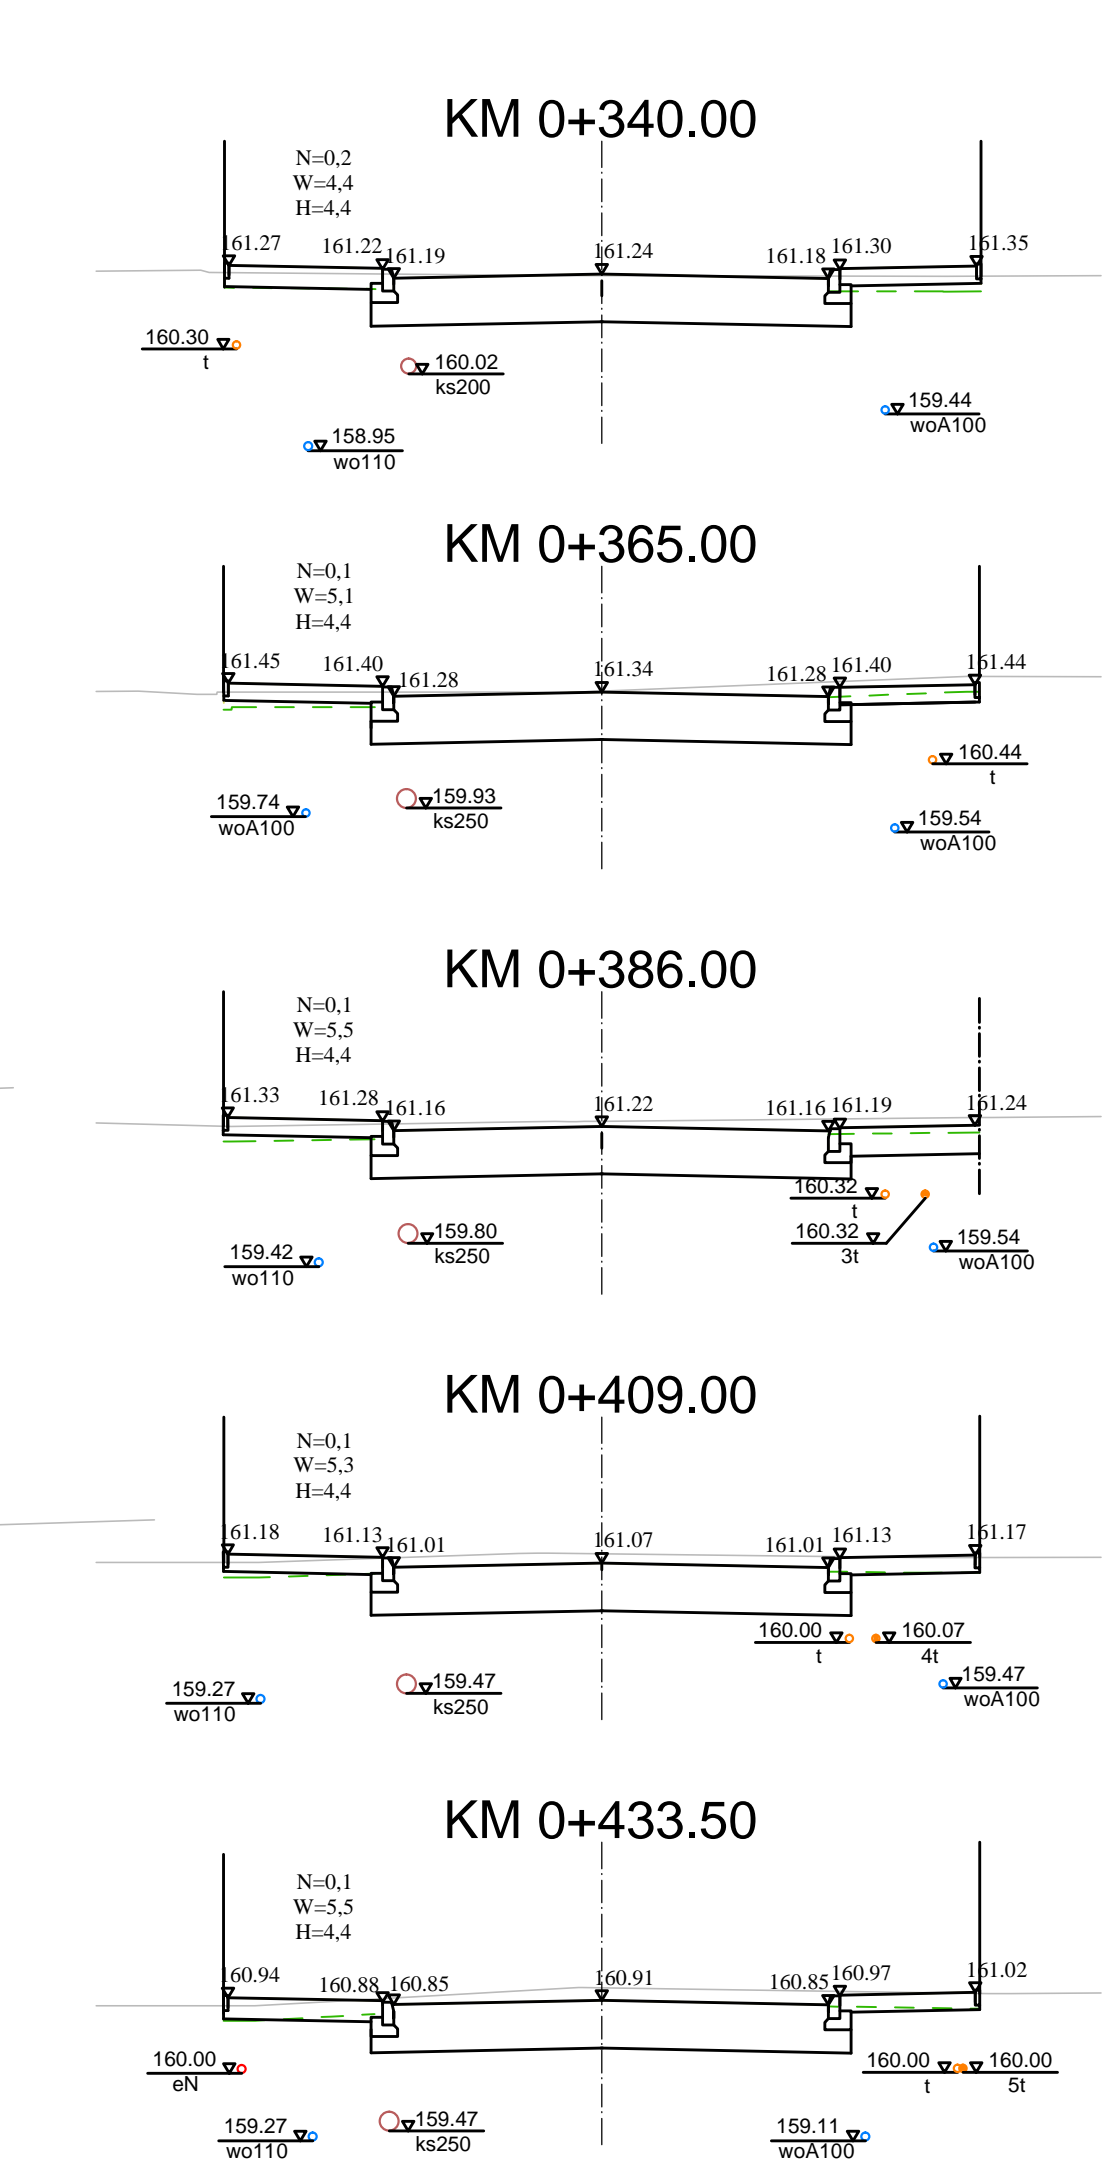 KM 0+340.00
N=0,2
W=4,4
H=4,4
161.27 161.22 161.19 161.24 161.18 161.30 161.35
160.30
t
160.02
ks200
159.44
woA100
158.95
wo110
KM 0+365.00
N=0,1
W=5,1
H=4,4
161.45 161.40 161.28 161.34 161.28 161.40 161.44
160.44
t
159.74
woA100
159.93
ks250
159.54
woA100
KM 0+386.00
N=0,1
W=5,5
H=4,4
161.33 161.28 161.16 161.22 161.16 161.19 161.24
160.32
t
160.32
3t
159.42
wo110
159.80
ks250
159.54
woA100
KM 0+409.00
N=0,1
W=5,3
H=4,4
161.18 161.13 161.01 161.07 161.01 161.13 161.17
160.00
t
160.07
4t
159.27
wo110
159.47
ks250
159.47
woA100
KM 0+433.50
N=0,1
W=5,5
H=4,4
160.94 160.88 160.85 160.91 160.85 160.97 161.02
160.00
eN
160.00
t
160.00
5t
159.27
wo110
159.47
ks250
159.11
woA100